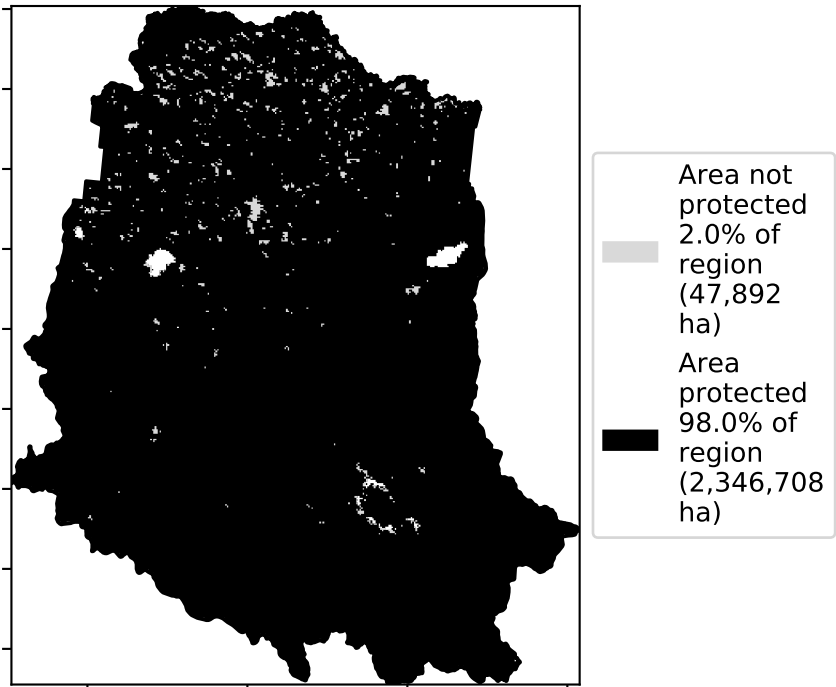 Area not
protected
2.0% of
region
(47,892
ha)
Area
protected
98.0% of
region
(2,346,708
ha)